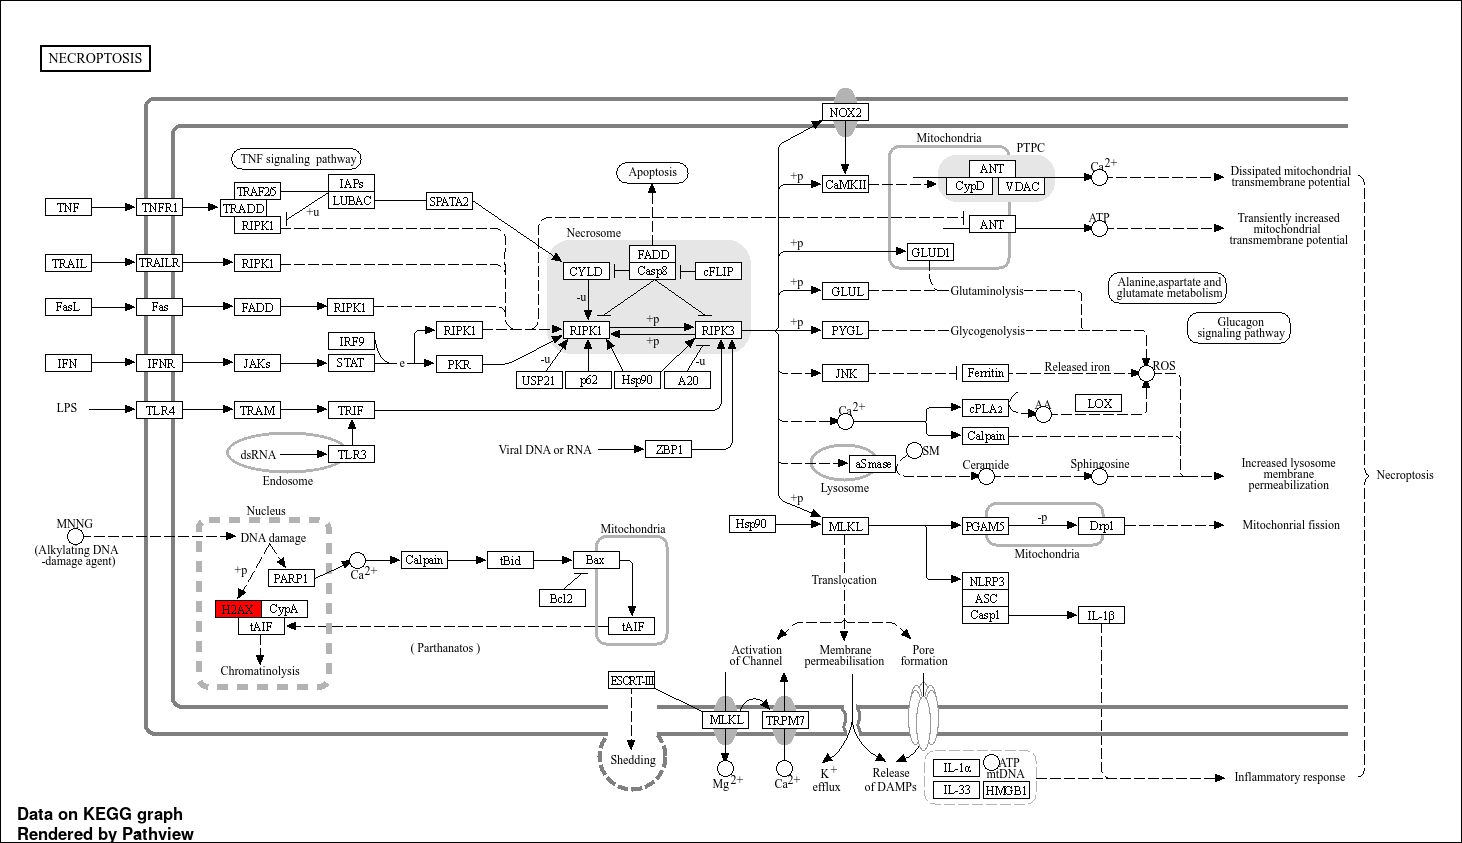 NECROPTOSIS
NOX2
Mitochondria
PTPC
TNF signaling pathway
Apoptosis
ANT
Ca2+
CypD
VDAC
Dissipated mitochondrial
transmembrane potential
+p
CaMKII
TRAF2/5
IAPs
LUBAC
SPATA2
TNF
TNFR1
TRADD
RIPK1
+u
ANT
ATP
Transiently increased
mitochondrial
transmembrane potential
Necrosome
+p
GLUD1
FADD
Casp8
CYLD
cFLIP
TRAIL
TRAILR
RIPK1
-u
+p
GLUL
Glutaminolysis
Alanine,aspartate and
glutamate metabolism
FasL
Fas
FADD
RIPK1
RIPK1
RIPK1
+p
+p
RIPK3
+p
PYGL
Glycogenolysis
Glucagon
signaling pathway
IRF9
STAT
e
PKR
IFN
IFNR
JAKs
-u
-u
USP21
p62
Hsp90
A20
JNK
Ferritin
Released iron
ROS
LPS
TLR4
TRAM
TRIF
Ca2+
cPLA2
AA
LOX
Calpain
dsRNA
TLR3
Endosome
Viral DNA or RNA
ZBP1
aSmase
Lysosome
SM
Ceramide
Sphingosine
Increased lysosome
membrane
permeabilization
Necroptosis
+p
Hsp90
MLKL
PGAM5
-p
Drp1
Mitochondria
Mitochonrial fission
Nucleus
MNNG
(Alkylating DNA
-damage agent)
DNA damage
+p
PARP1
Ca2+
Calpain
tBid
Bax
Mitochondria
Bcl2
H2AX
CypA
tAIF
tAIF
( Parthanatos )
Chromatinolysis
Translocation
NLRP3
ASC
Casp1
IL-1β
Activation
of Channel
Membrane
permeabilisation
Pore
formation
ESCRT-III
MLKL
TRPM7
Shedding
Mg2+
Ca2+
K+
efflux
Release
of DAMPs
IL-1α
ATP
mtDNA
IL-33
HMGB1
Inflammatory response
Data on KEGG graph
Rendered by Pathview